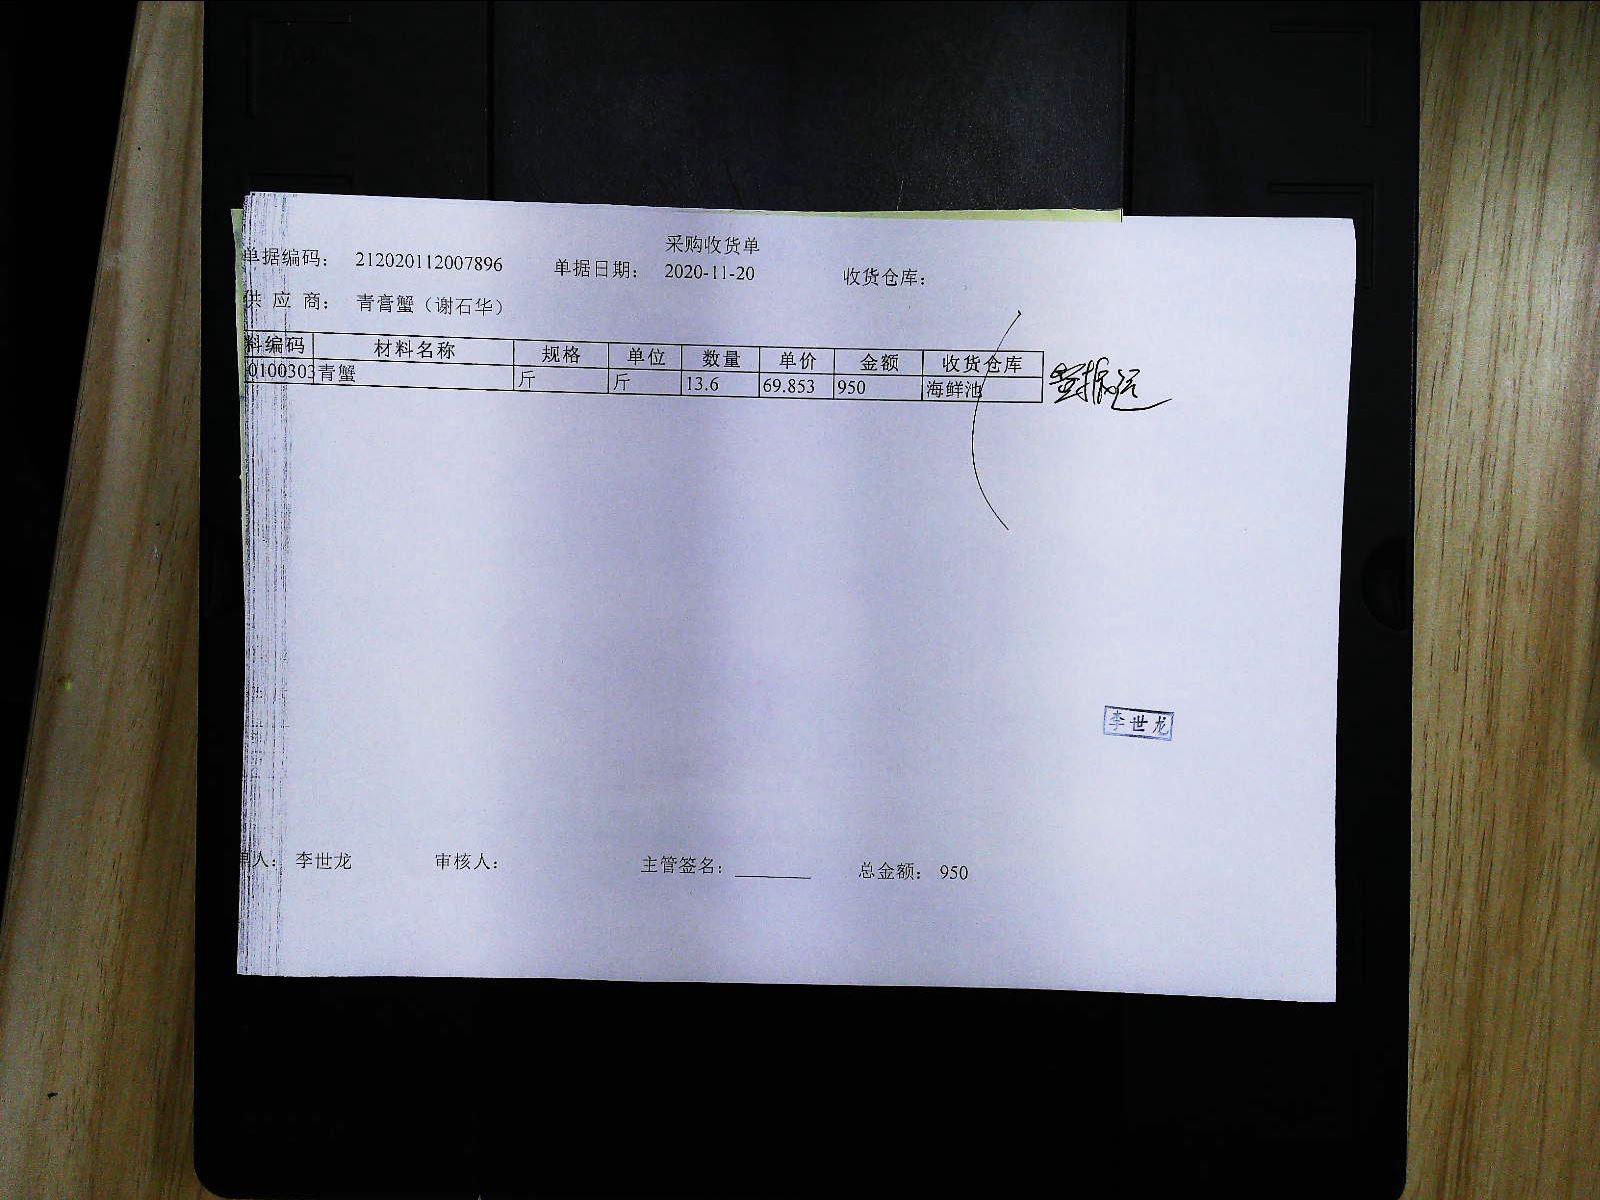 采购收货单
单据编码： 212020112007896 单据日期： 2020-11-20 收货仓库：
供 应 商： 青膏蟹（谢石华）
料编码 材料名称 规格 单位 数量 单价 金额 收货仓库
0100303 青蟹 斤 斤 13.6 69.853 950 海鲜池
李世龙
单人： 李世龙 审核人： 主管签名： 总金额： 950